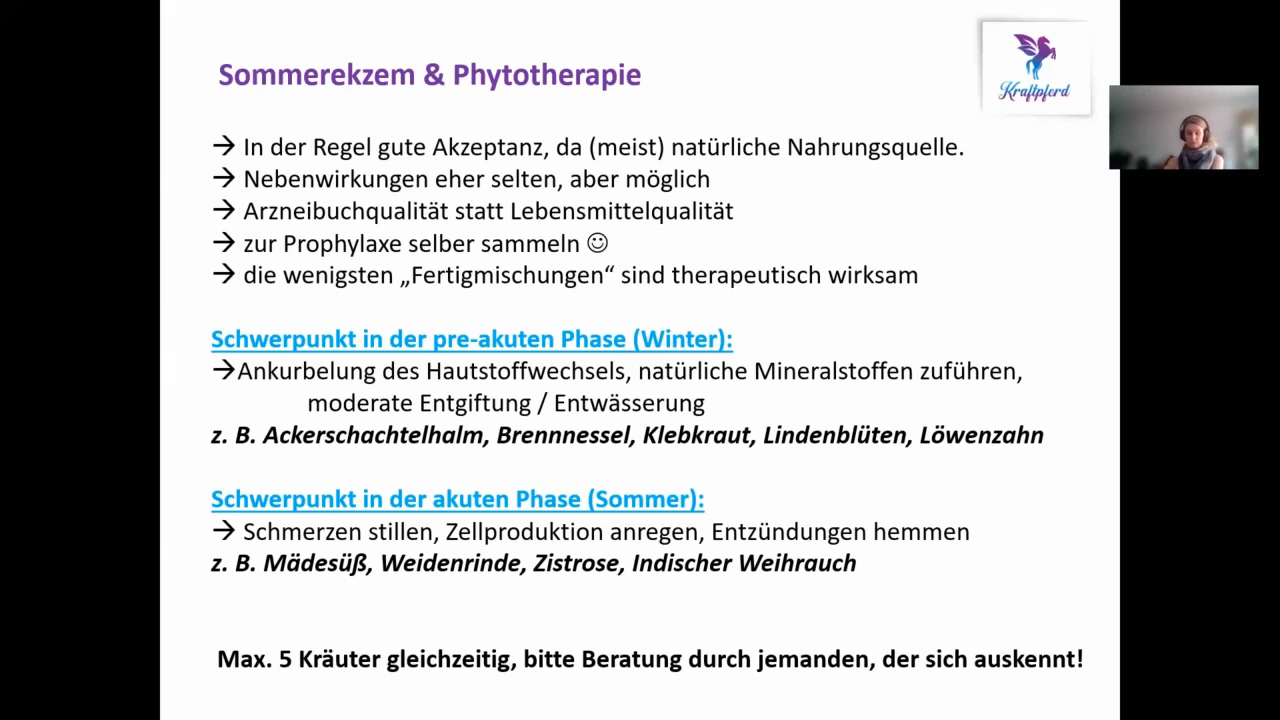 Sommerekzem & Phytotherapie
Kraftpferd
→ In der Regel gute Akzeptanz, da (meist) natürliche Nahrungsquelle.
→ Nebenwirkungen eher selten, aber möglich
→ Arzneibuchqualität statt Lebensmittelqualität
→ zur Prophylaxe selber sammeln ☺
→ die wenigsten „Fertigmischungen“ sind therapeutisch wirksam
Schwerpunkt in der pre-akuten Phase (Winter):
→Ankurbelung des Hautstoffwechsels, natürliche Mineralstoffen zuführen,
moderate Entgiftung / Entwässerung
z. B. Ackerschachtelhalm, Brennnessel, Klebkraut, Lindenblüten, Löwenzahn
Schwerpunkt in der akuten Phase (Sommer):
→ Schmerzen stillen, Zellproduktion anregen, Entzündungen hemmen
z. B. Mädesüß, Weidenrinde, Zistrose, Indischer Weihrauch
Max. 5 Kräuter gleichzeitig, bitte Beratung durch jemanden, der sich auskennt!